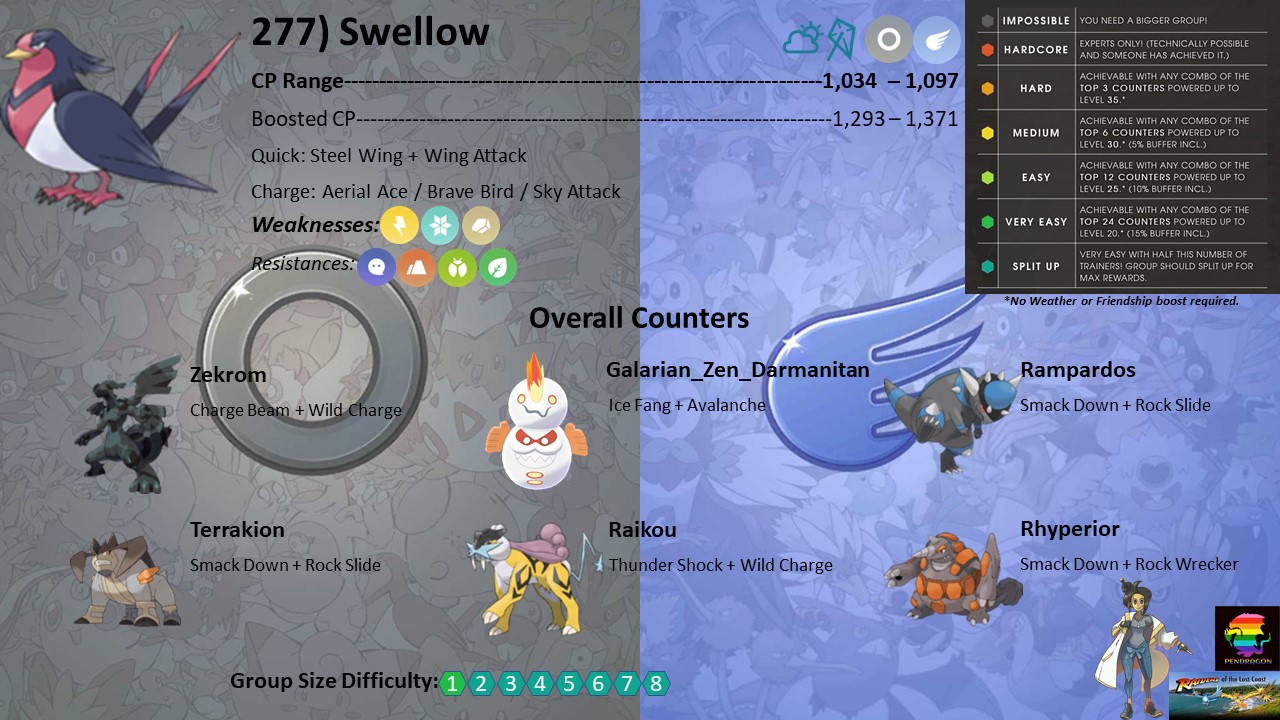 277) Swellow
CP Range------------------------------------------------------------------------1,034 – 1,097
Boosted CP------------------------------------------------------------------------1,293 – 1,371
Quick: Steel Wing + Wing Attack
Charge: Aerial Ace / Brave Bird / Sky Attack
Weaknesses:
Resistances:
IMPOSSIBLE YOU NEED A BIGGER GROUP!
HARDCORE EXPERTS ONLY! (TECHNICALLY POSSIBLE
AND SOMEONE HAS ACHIEVED IT.)
HARD ACHIEVABLE WITH ANY COMBO OF THE
TOP 3 COUNTERS POWERED UP TO
LEVEL 35.*
MEDIUM ACHIEVABLE WITH ANY COMBO OF THE
TOP 6 COUNTERS POWERED UP TO
LEVEL 30.* (5% BUFFER INCL.)
EASY ACHIEVABLE WITH ANY COMBO OF THE
TOP 12 COUNTERS POWERED UP TO
LEVEL 25.* (10% BUFFER INCL.)
VERY EASY ACHIEVABLE WITH ANY COMBO OF THE
TOP 24 COUNTERS POWERED UP TO
LEVEL 20.* (15% BUFFER INCL.)
SPLIT UP VERY EASY WITH HALF THIS NUMBER OF
TRAINERS! GROUP SHOULD SPLIT UP FOR
MAX REWARDS.
*No Weather or Friendship boost required.
Overall Counters
Zekrom
Charge Beam + Wild Charge
Galarian_Zen_Darmanitan
Ice Fang + Avalanche
Rampardos
Smack Down + Rock Slide
Terrakion
Smack Down + Rock Slide
Raikou
Thunder Shock + Wild Charge
Rhyperior
Smack Down + Rock Wrecker
Group Size Difficulty: 1 2 3 4 5 6 7 8
PENDRAGON
RAIDERS of the Lost Coast